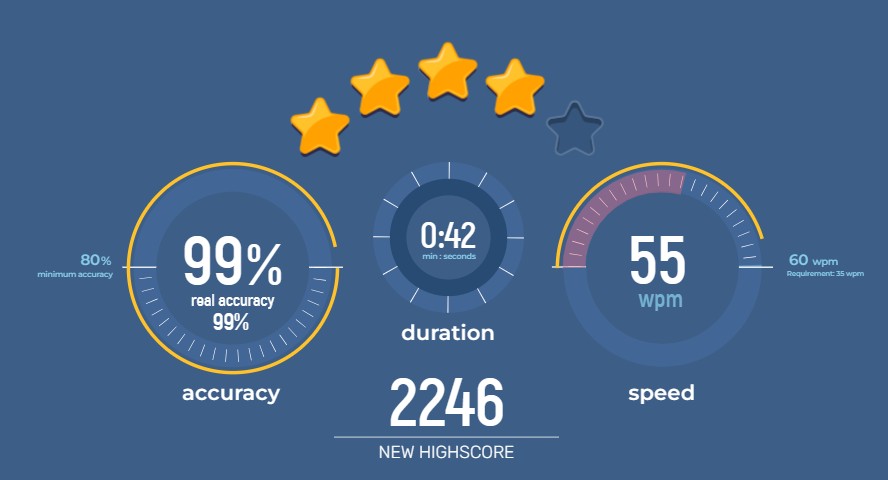 80%
minimum accuracy
99%
real accuracy
99%
accuracy
0:42
min : seconds
duration
55
wpm
60 wpm
Requirement: 35 wpm
speed
2246
NEW HIGHSCORE